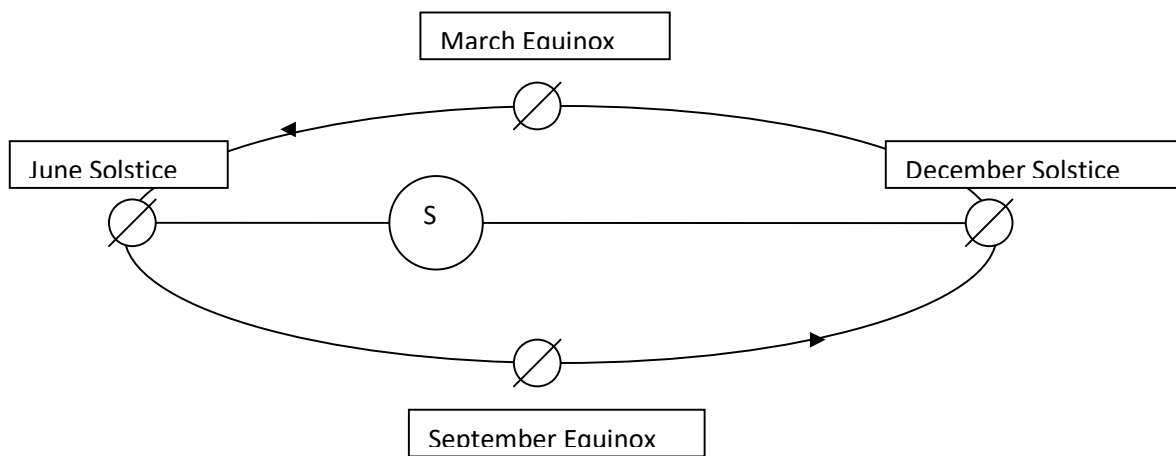 March Equinox
June Solstice
December Solstice
S
September Equinox